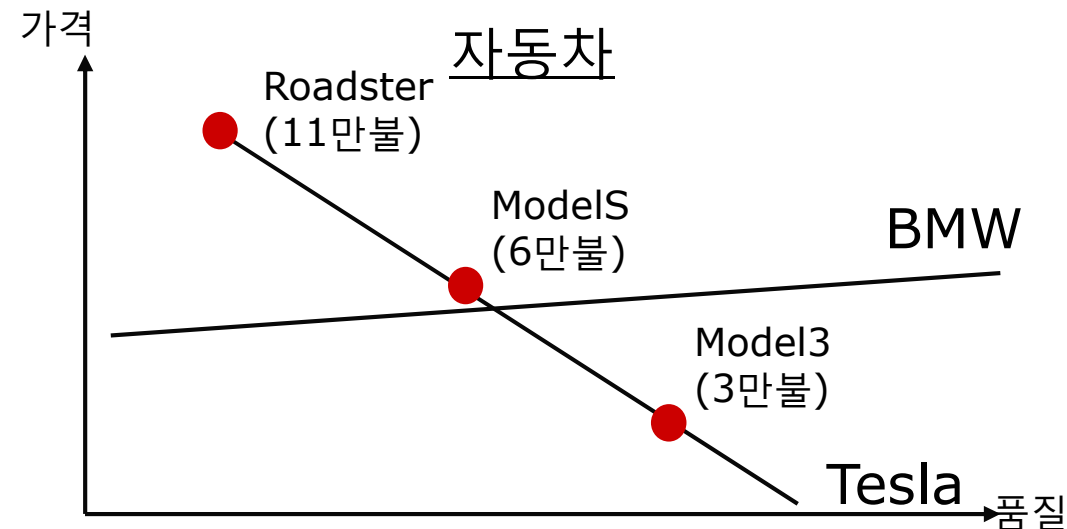 가격
자동차
Roadster
(11만불)
ModelS
(6만불)
BMW
Model3
(3만불)
Tesla
품질